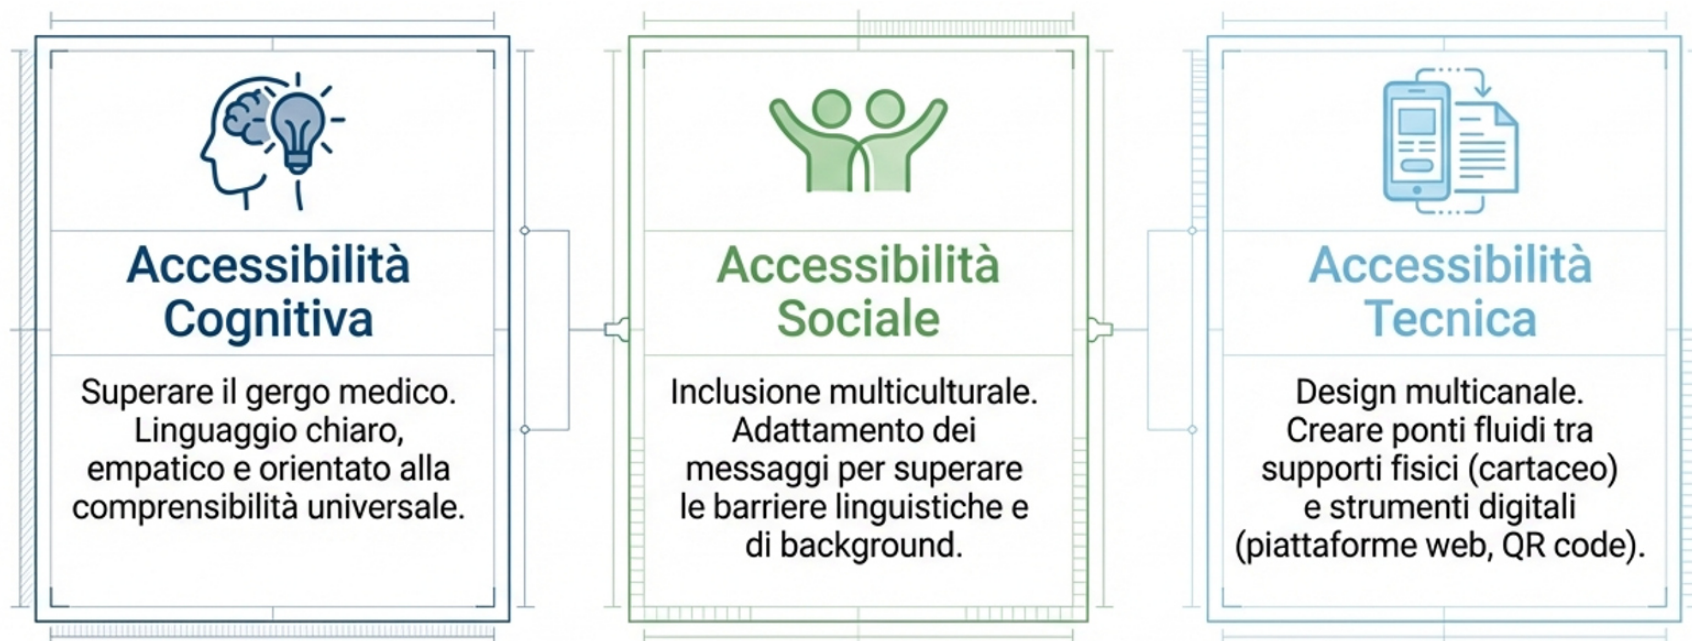 Accessibilità
Cognitiva
Superare il gergo medico.
Linguaggio chiaro,
empatico e orientato alla
comprensibilità universale.
Accessibilità
Sociale
Inclusione multiculturale.
Adattamento dei
messaggi per superare
le barriere linguistiche e
di background.
Accessibilità
Tecnica
Design multicanale.
Creare ponti fluidi tra
supporti fisici (cartaceo)
e strumenti digitali
(piattaforme web, QR code).